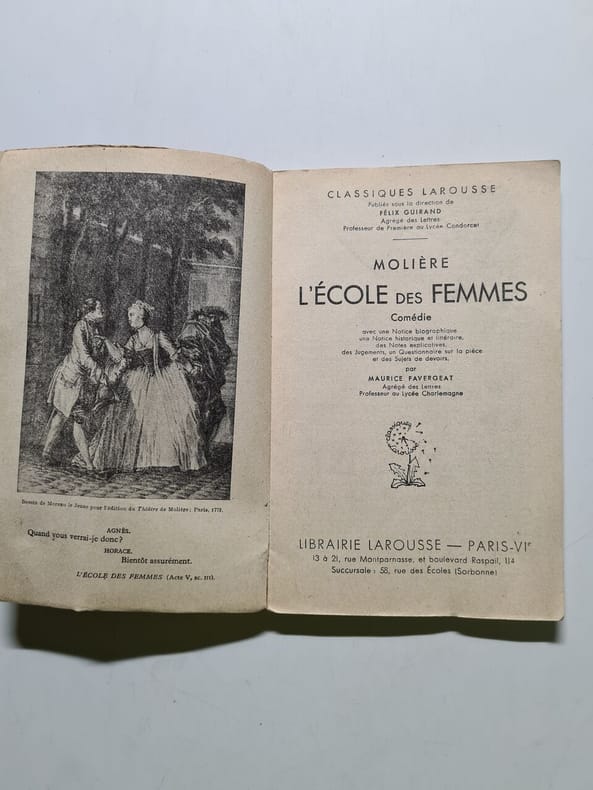 Dessin de Moreau le Jeune pour l'édition du Théâtre de Molière; Paris, 1773.
AGNÈS.
Quand vous verrai-je donc?
HORACE.
Bientôt assurément.
L'ÉCOLE DES FEMMES (Acte V, sc. III).
CLASSIQUES LAROUSSE
Publiés sous la direction de
FÉLIX GUIRAND
Agrégé des Lettres
Professeur de Première au Lycée Condorcet
MOLIÈRE
L'ÉCOLE DES FEMMES
Comédie
avec une Notice biographique
une Notice historique et littéraire,
des Notes explicatives,
des Jugements, un Questionnaire sur la pièce
et des Sujets de devoirs,
par
MAURICE FAVERGEAT
Agrégé des Lettres
Professeur au Lycée Charlemagne
classiques
Larousse
LIBRAIRIE LAROUSSE — PARIS-VIe
13 à 21, rue Montparnasse, et boulevard Raspail, 114
Succursale : 58, rue des Écoles (Sorbonne)